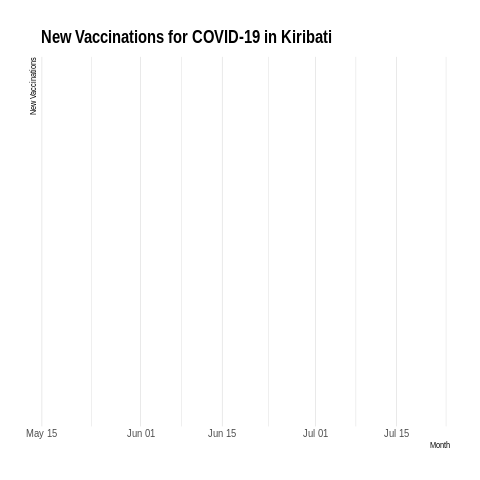 New Vaccinations for COVID-19 in Kiribati
New Vaccinations
May 15 Jun 01 Jun 15 Jul 01 Jul 15
Month